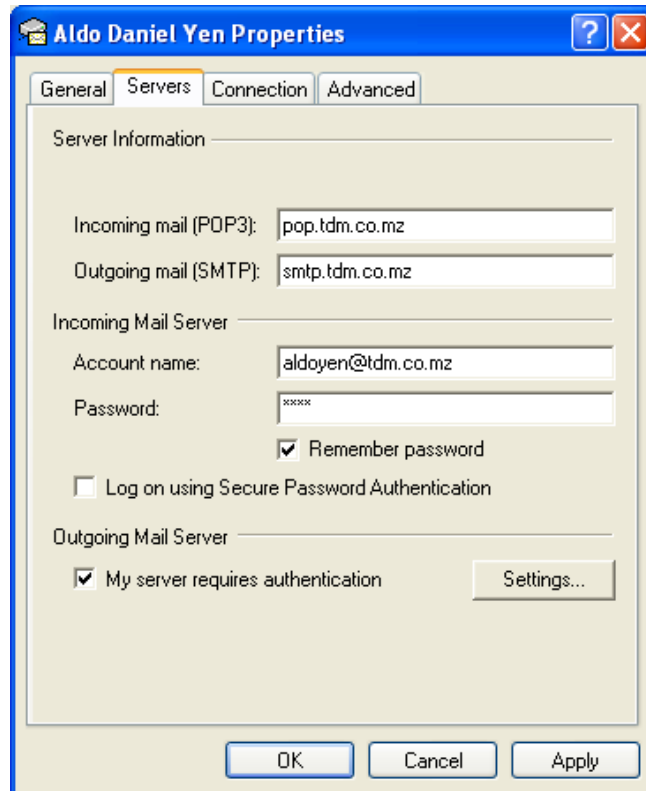 Aldo Daniel Yen Properties
General Servers Connection Advanced
Server Information
Incoming mail (POP3): pop.tdm.co.mz
Outgoing mail (SMTP): smtp.tdm.co.mz
Incoming Mail Server
Account name: aldoyen@tdm.co.mz
Password: ****
Remember password
Log on using Secure Password Authentication
Outgoing Mail Server
My server requires authentication Settings...
OK Cancel Apply